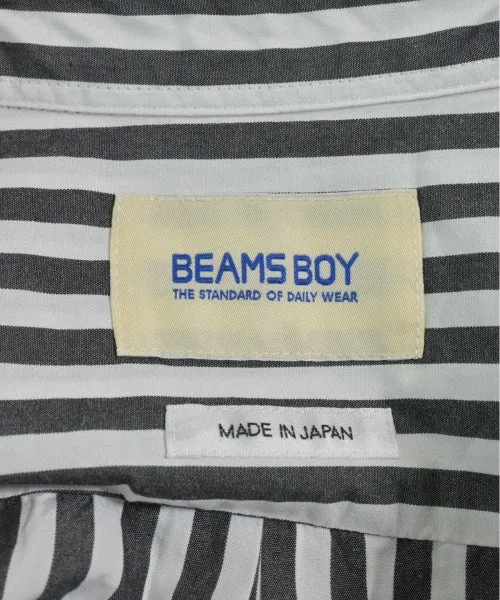 BEAMS BOY
THE STANDARD OF DAILY WEAR
MADE IN JAPAN